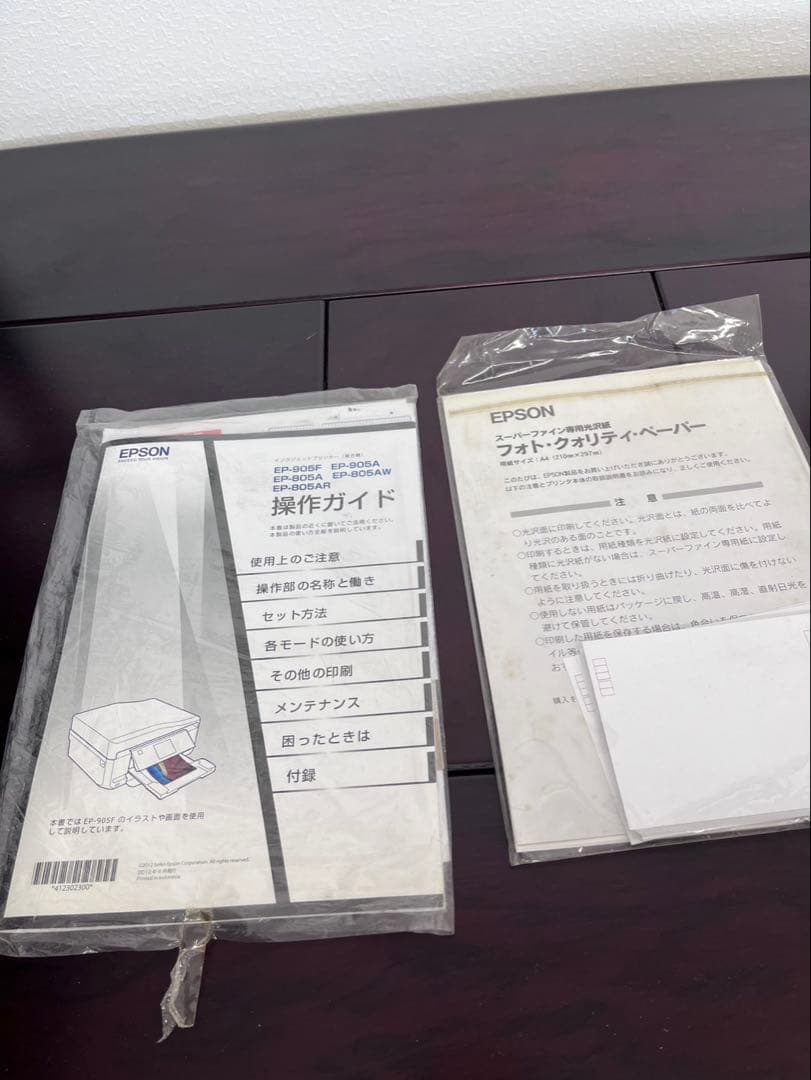 EPSON
EXCEED YOUR VISION
インクジェットプリンター（複合機）
EP-905F EP-905A
EP-805A EP-805AW
EP-805AR
操作ガイド
本書は製品の近くに置いてご活用ください。
本製品の使い方全般を説明しています。
使用上のご注意
操作部の名称と働き
セット方法
各モードの使い方
その他の印刷
メンテナンス
困ったときは
付録
本書では EP-905F のイラストや画面を使用
して説明しています。
*412302300*
©2012 Seiko Epson Corporation. All rights reserved.
Printed in Indonesia
EPSON
スーパーファイン専用光沢紙
フォト・クォリティ・ペーパー
用紙サイズ：A4（210mm×297mm）
このたびは、EPSON製品をお買い上げいただき誠にありがとうございます。
以下の注意とプリンタ本体の取扱説明書をお読みになり、正しくご使用ください。
注 意
○光沢面に印刷してください。光沢面とは、紙の両面を比べてよ
り光沢のある面のことです。
○印刷するときは、用紙種類を光沢紙に設定してください。用紙
種類に光沢紙がない場合は、スーパーファイン専用紙に設定し
てください。
○用紙を取り扱うときには折り曲げたり、光沢面に傷を付けない
ように注意してください。
○使用しない用紙はパッケージに戻し、高温、高湿、直射日光を
避けて保管してください。
○印刷した用紙を保存する場合は、
イル等
お
購入